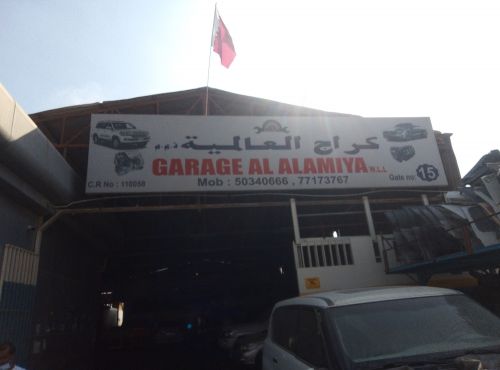 كراج العالمية ذ.م.م
GARAGE AL ALAMIYA W.L.L
C.R No : 110058
Mob : 50340666 , 77173767
Gate no: 15